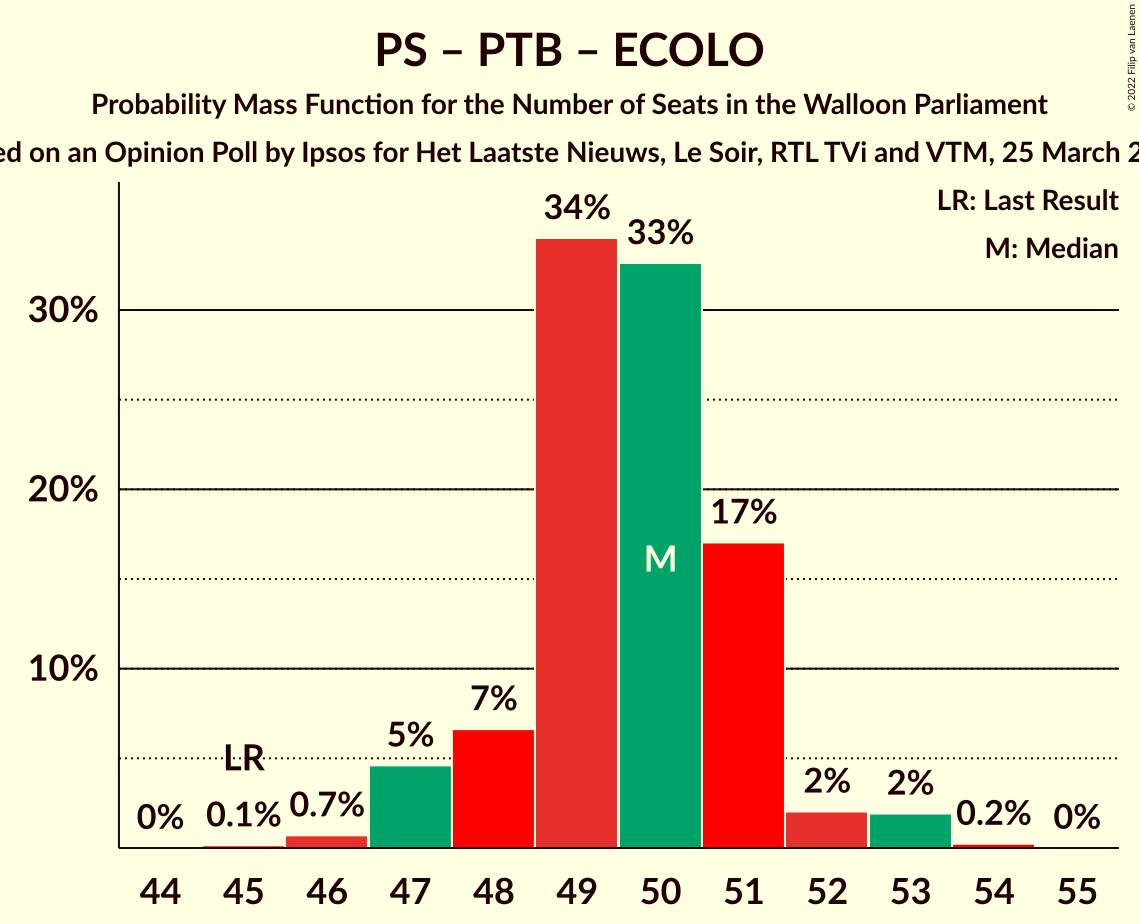 PS – PTB – ECOLO
Probability Mass Function for the Number of Seats in the Walloon Parliament
on an Opinion Poll by Ipsos for Het Laatste Nieuws, Le Soir, RTL TVi and VTM, 25 March
© 2022 Filip van Laenen
LR: Last Result
M: Median
34%
33%
30%
20%
17%
M
10%
7%
5%
LR
0%
0.1%
0.7%
2%
2%
0.2%
0%
44 45 46 47 48 49 50 51 52 53 54 55